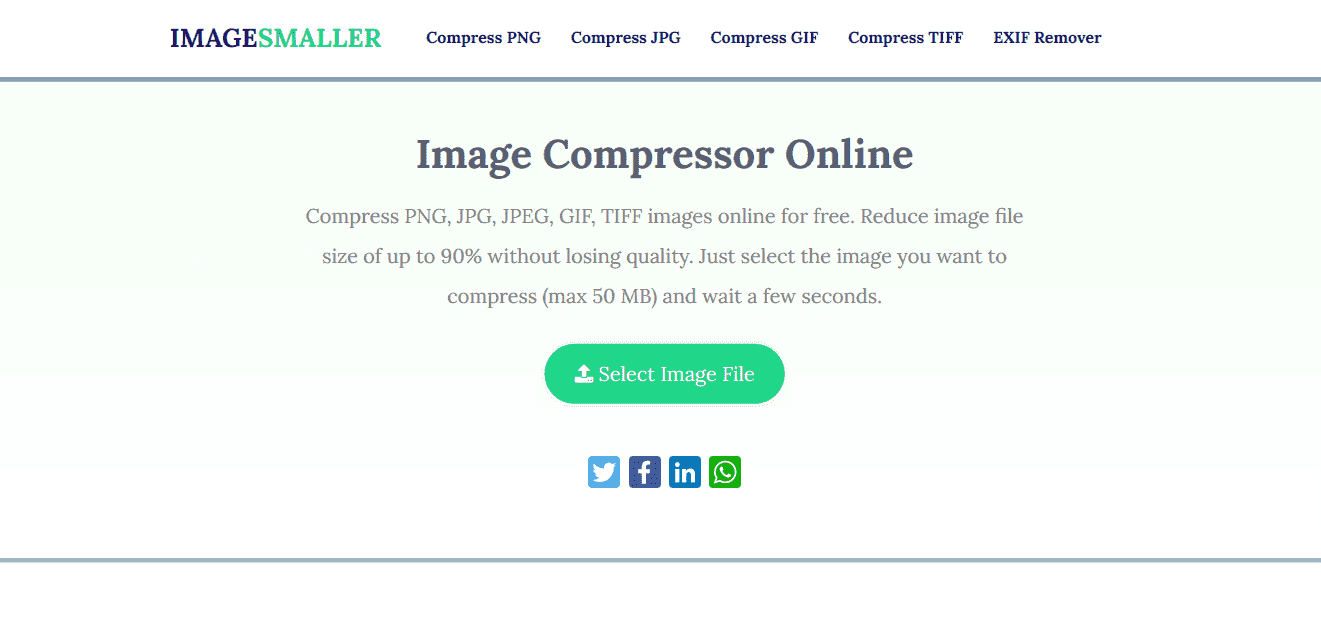 IMAGESMALLER
Compress PNG
Compress JPG
Compress GIF
Compress TIFF
EXIF Remover
Image Compressor Online
Compress PNG, JPG, JPEG, GIF, TIFF images online for free. Reduce image file
size of up to 90% without losing quality. Just select the image you want to
compress (max 50 MB) and wait a few seconds.
Select Image File